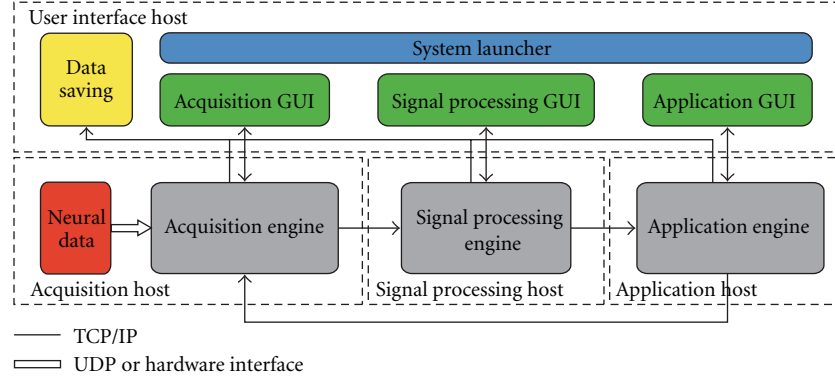 User interface host
System launcher
Data
saving
Acquisition GUI
Signal processing GUI
Application GUI
Neural
data
Acquisition engine
Signal processing
engine
Application engine
Acquisition host
Signal processing host
Application host
TCP/IP
UDP or hardware interface